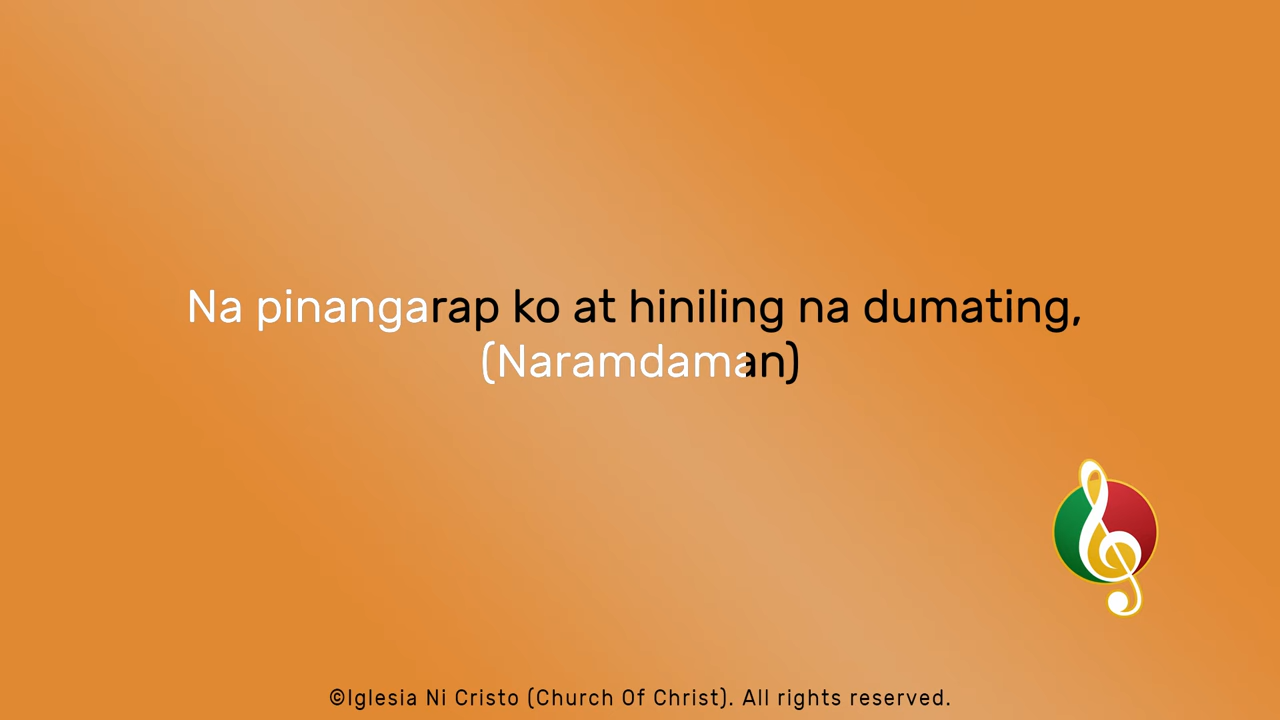 Na pinangarap ko at hiniling na dumating,
(Naramdaman)
©Iglesia Ni Cristo (Church Of Christ). All rights reserved.